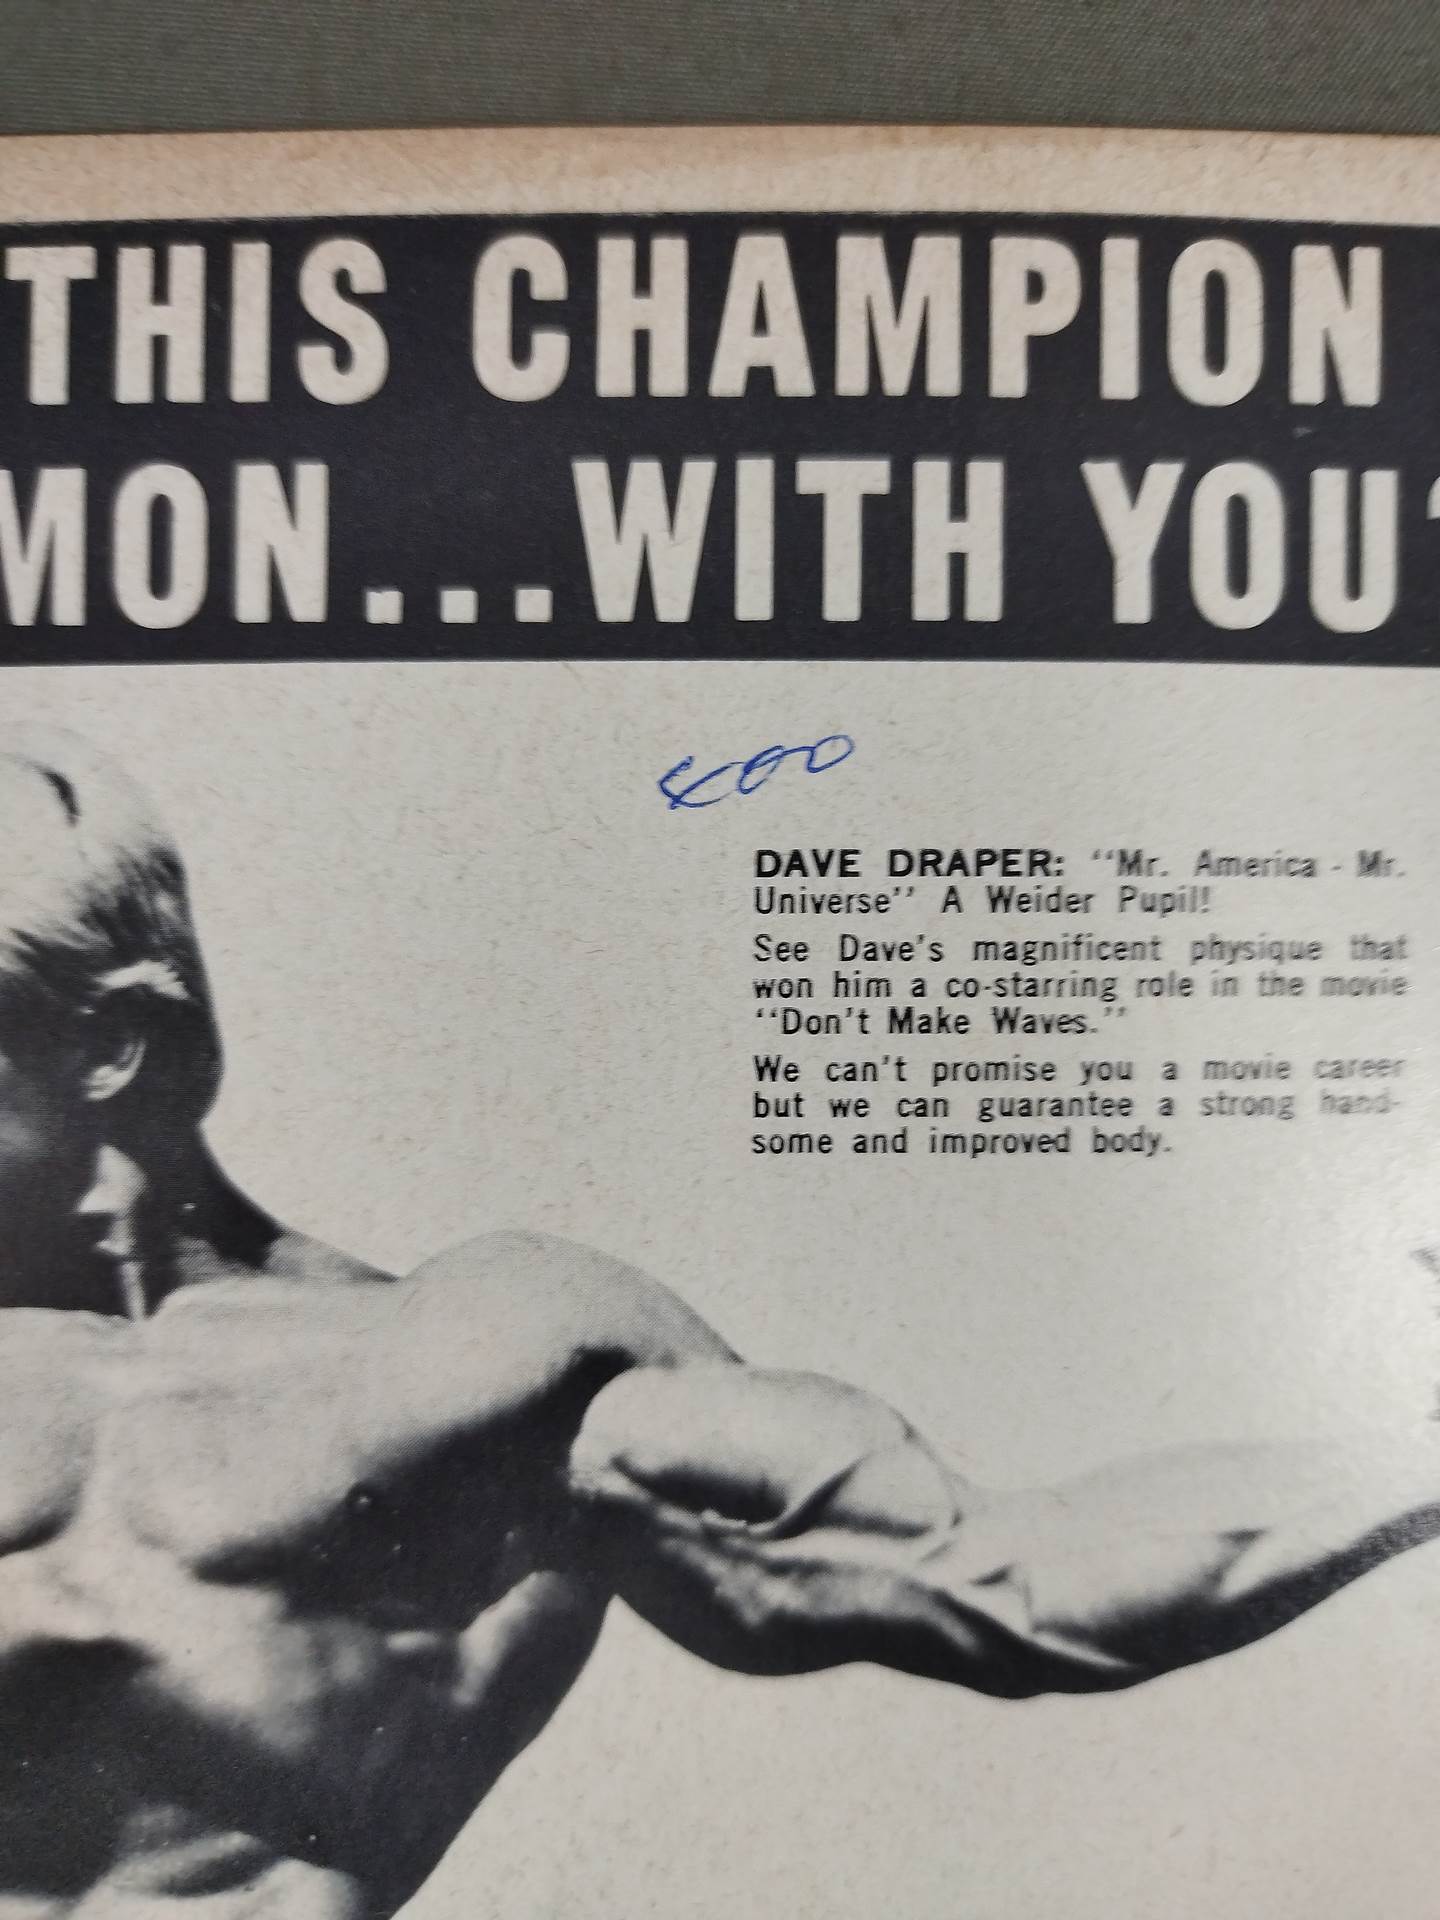 THIS CHAMPION
MON...WITH YOU?
DAVE DRAPER: “Mr. America - Mr.
Universe” A Weider Pupil!
See Dave's magnificent physique that
won him a co-starring role in the movie
“Don't Make Waves.”
We can't promise you a movie career
but we can guarantee a strong hand-
some and improved body.